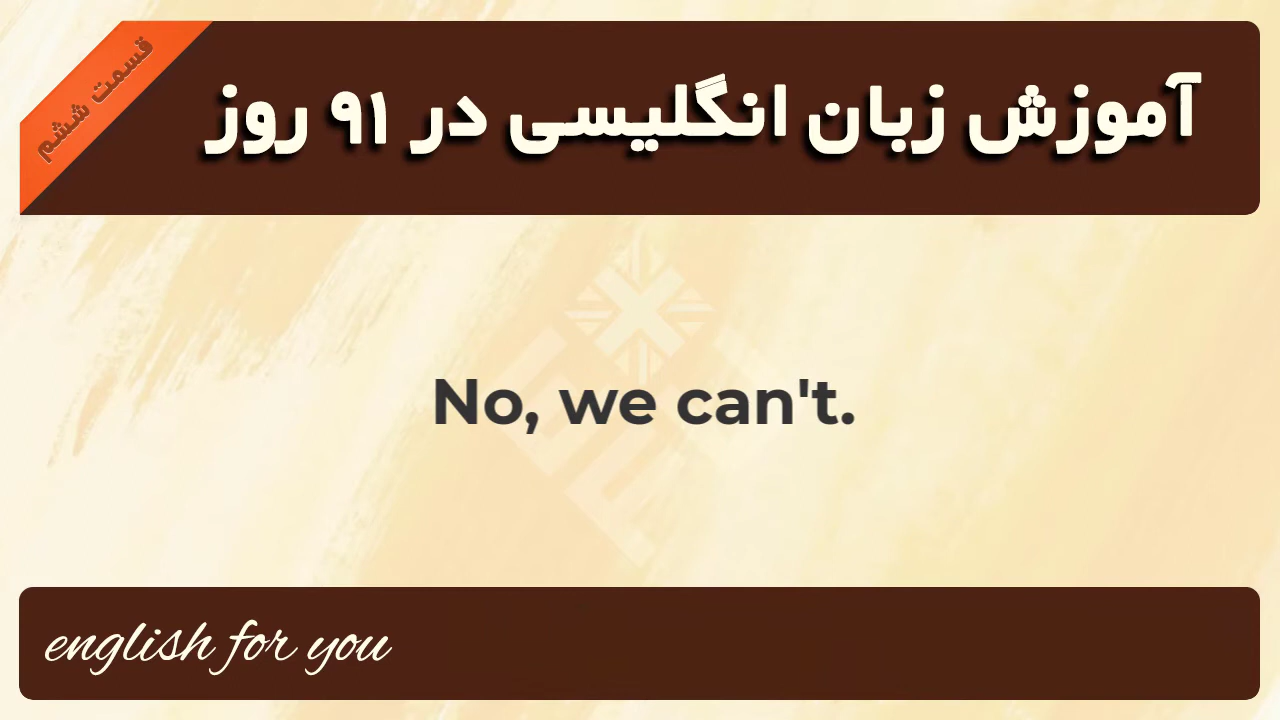 قسمت ششم
آموزش زبان انگلیسی در ۹۱ روز
No, we can't.
english for you